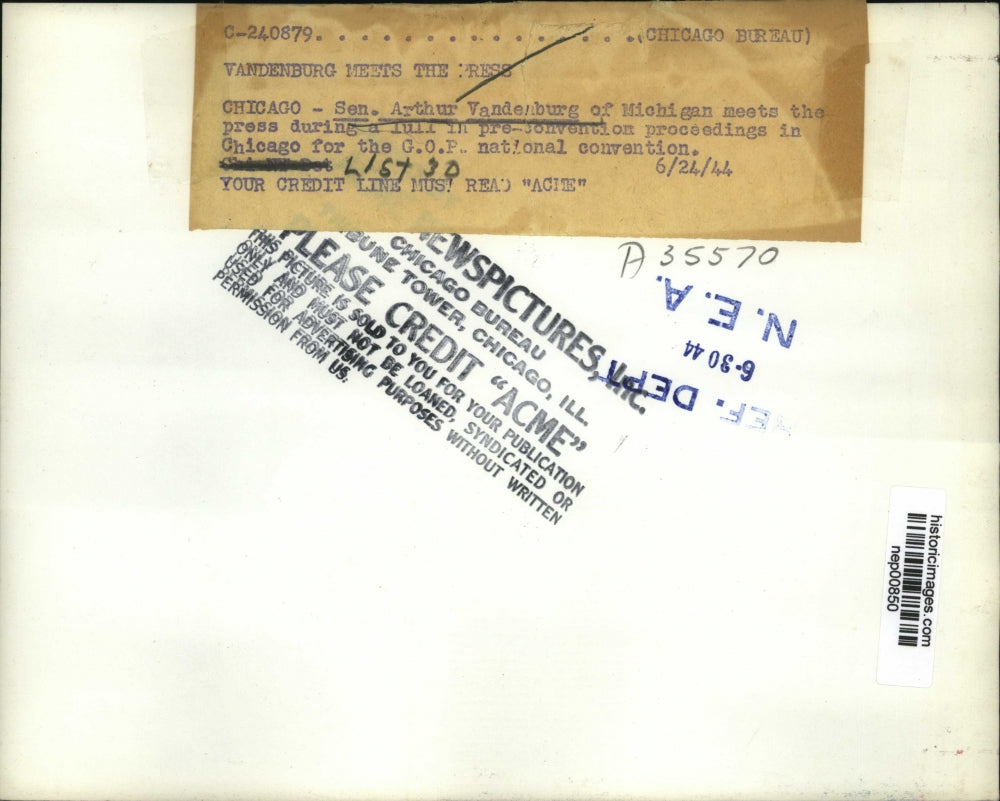 C-240879. . . . . . . . . . . . . . . . .(CHICAGO BUREAU)
VANDENBURG MEETS THE PRESS
CHICAGO - Sen. Arthur Vandenburg of Michigan meets the
press during a lull in pre-convention proceedings in
Chicago for the G.O.P. national convention.
LIST 30 6/24/44
YOUR CREDIT LINE MUST READ "ACME"
A 35570
NEWSPICTURES, Inc.
CHICAGO BUREAU
TRIBUNE TOWER, CHICAGO, ILL.
PLEASE CREDIT "ACME"
THIS PICTURE IS SOLD TO YOU FOR YOUR PUBLICATION
ONLY AND MUST NOT BE LOANED, SYNDICATED OR
USED FOR ADVERTISING PURPOSES WITHOUT WRITTEN
PERMISSION FROM US.
N. E. A.
6-30 44
REF. DEPT
historicimages.com
nep00850